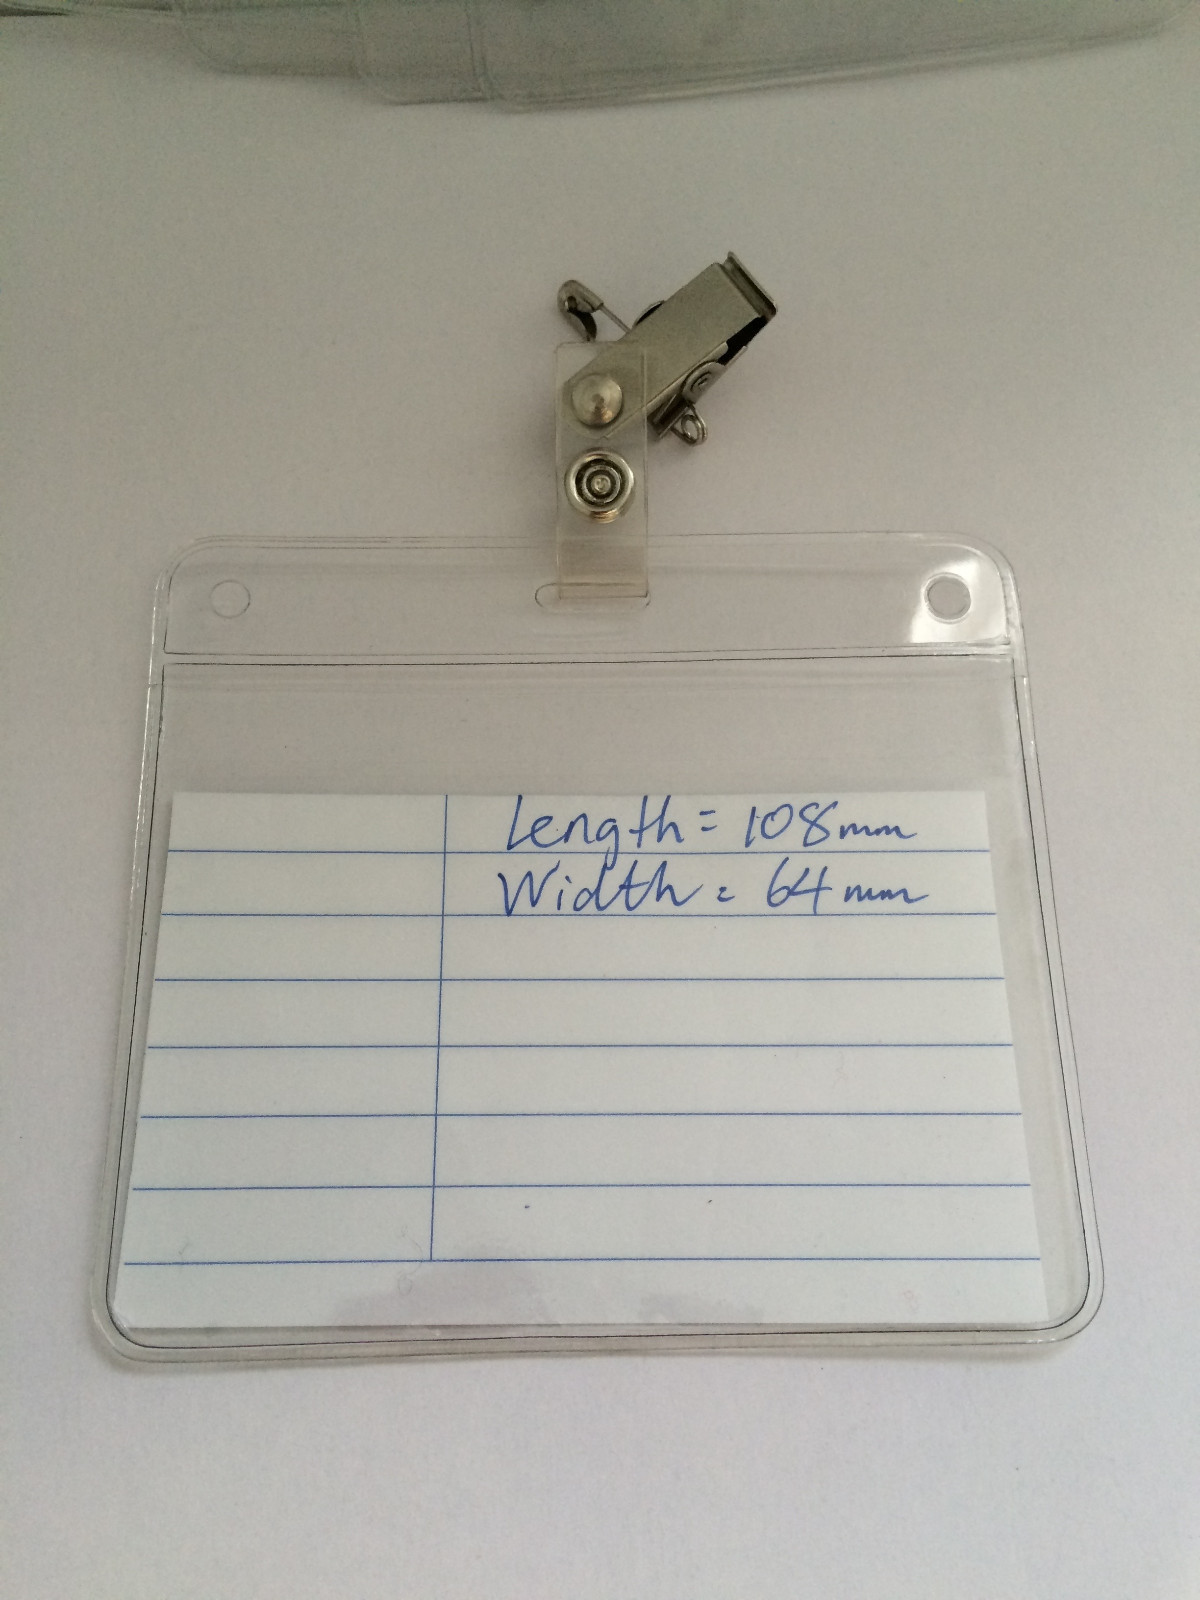 Length = 108mm
Width = 64mm